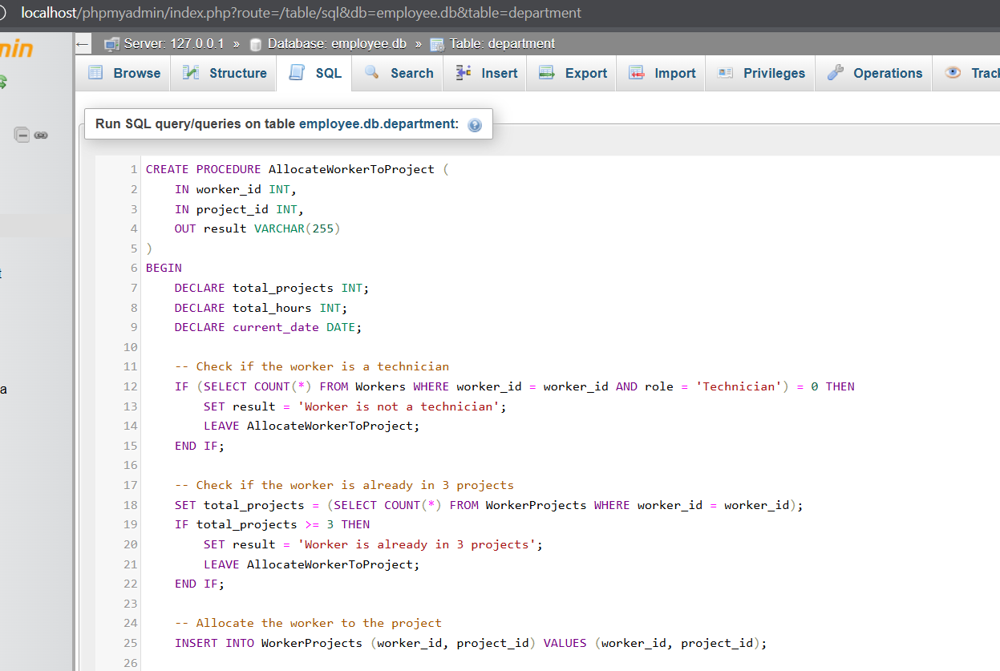 localhost/phpmyadmin/index.php?route=/table/sql&db=employee.db&table=department
min
Server: 127.0.0.1 » Database: employee.db » Table: department
Browse Structure SQL Search Insert Export Import Privileges Operations Track
Run SQL query/queries on table employee.db.department:
1 CREATE PROCEDURE AllocateWorkerToProject (
2 IN worker_id INT,
3 IN project_id INT,
4 OUT result VARCHAR(255)
5 )
6 BEGIN
7 DECLARE total_projects INT;
8 DECLARE total_hours INT;
9 DECLARE current_date DATE;
10
11 -- Check if the worker is a technician
12 IF (SELECT COUNT(*) FROM Workers WHERE worker_id = worker_id AND role = 'Technician') = 0 THEN
13 SET result = 'Worker is not a technician';
14 LEAVE AllocateWorkerToProject;
15 END IF;
16
17 -- Check if the worker is already in 3 projects
18 SET total_projects = (SELECT COUNT(*) FROM WorkerProjects WHERE worker_id = worker_id);
19 IF total_projects >= 3 THEN
20 SET result = 'Worker is already in 3 projects';
21 LEAVE AllocateWorkerToProject;
22 END IF;
23
24 -- Allocate the worker to the project
25 INSERT INTO WorkerProjects (worker_id, project_id) VALUES (worker_id, project_id);
26
t
a